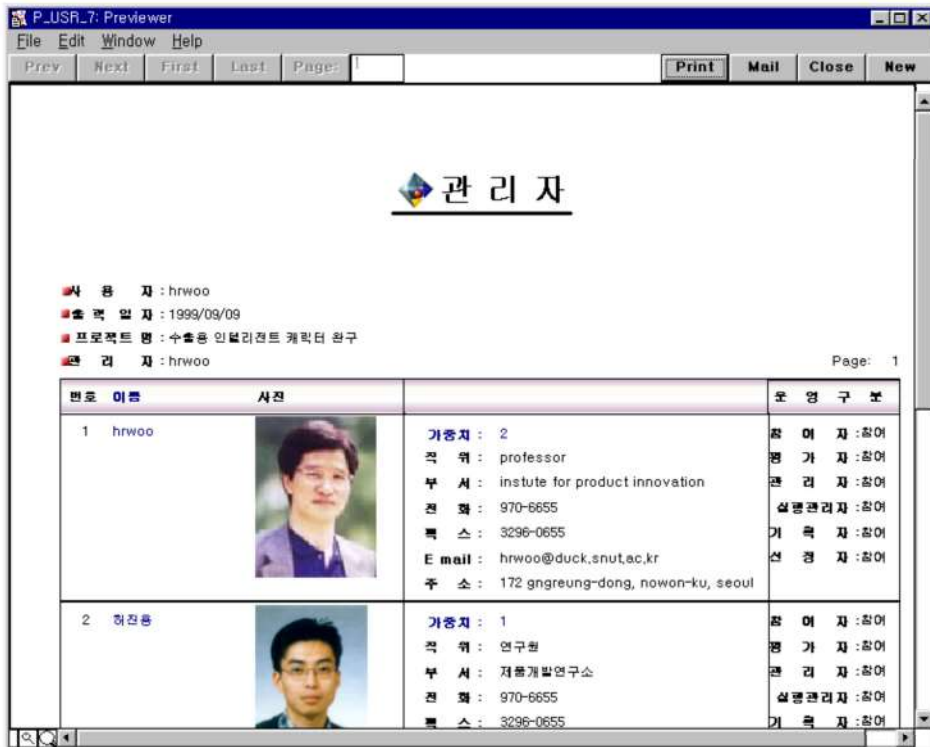 P_USR_7: Previewer
File Edit Window Help
Prev Next First Last Page: 1 Print Mail Close New
관 리 자
사 용 자 : hrwoo
출 력 일 자 : 1999/09/09
프로젝트 명 : 수출용 인텔리전트 캐릭터 완구
관 리 자 : hrwoo
Page: 1
번호 이름 사진 운 영 구 분
1 hrwoo
가중치 : 2
직 위 : professor
부 서 : instute for product innovation
전 화 : 970-6655
팩 스 : 3296-0655
E mail : hrwoo@duck,snut,ac,kr
주 소 : 172 gngreung-dong, nowon-ku, seoul
참 여 자 :참여
평 가 자 :참여
관 리 자 :참여
실행관리자 :참여
기 획 자 :참여
선 정 자 :참여
2 허진용
가중치 : 1
직 위 : 연구원
부 서 : 제품개발연구소
전 화 : 970-6655
팩 스 : 3296-0655
참 여 자 :참여
평 가 자 :참여
관 리 자 :참여
실행관리자 :참여
기 획 자 :참여